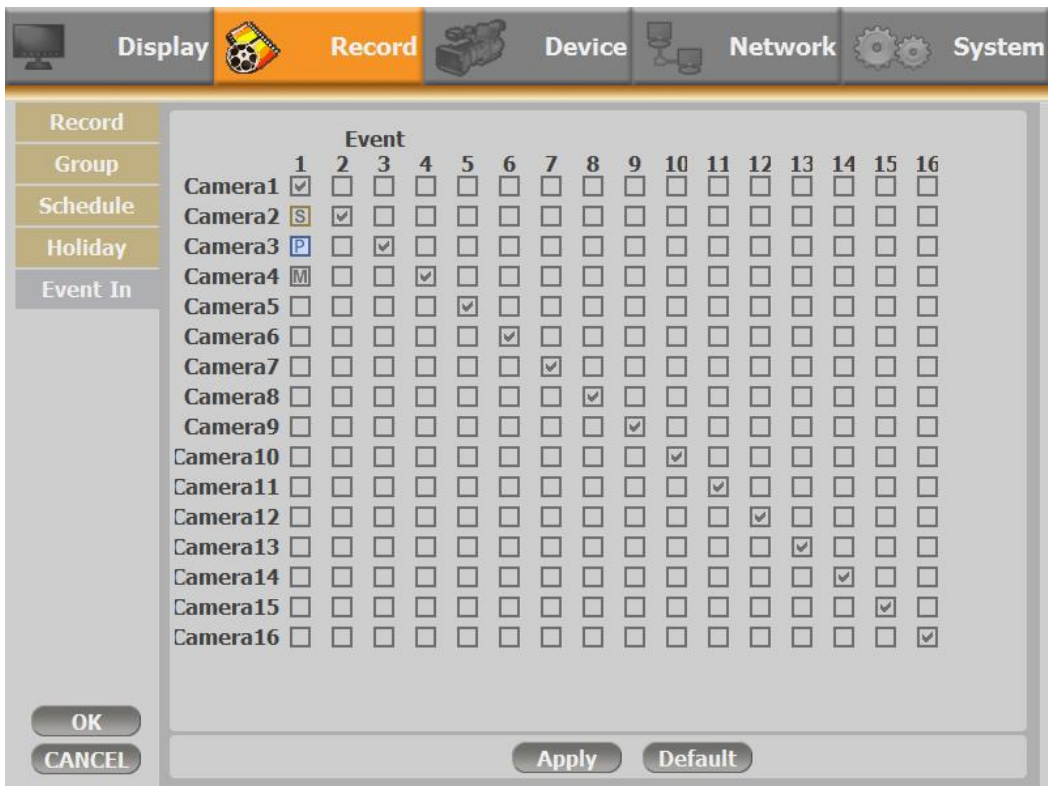 Display Record Device Network System
Record
Group
Schedule
Holiday
Event In
Event
1 2 3 4 5 6 7 8 9 10 11 12 13 14 15 16
Camera1
Camera2 S
Camera3 P
Camera4 M
Camera5
Camera6
Camera7
Camera8
Camera9
Camera10
Camera11
Camera12
Camera13
Camera14
Camera15
Camera16
OK
CANCEL
Apply Default